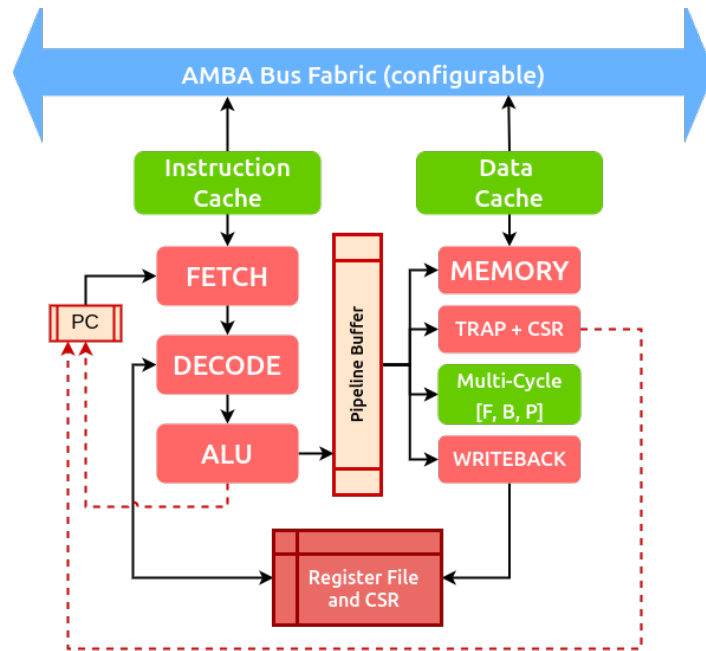 AMBA Bus Fabric (configurable)
Instruction
Cache
Data
Cache
FETCH
MEMORY
PC
TRAP + CSR
DECODE
Pipeline Buffer
Multi-Cycle
[F, B, P]
ALU
WRITEBACK
Register File
and CSR